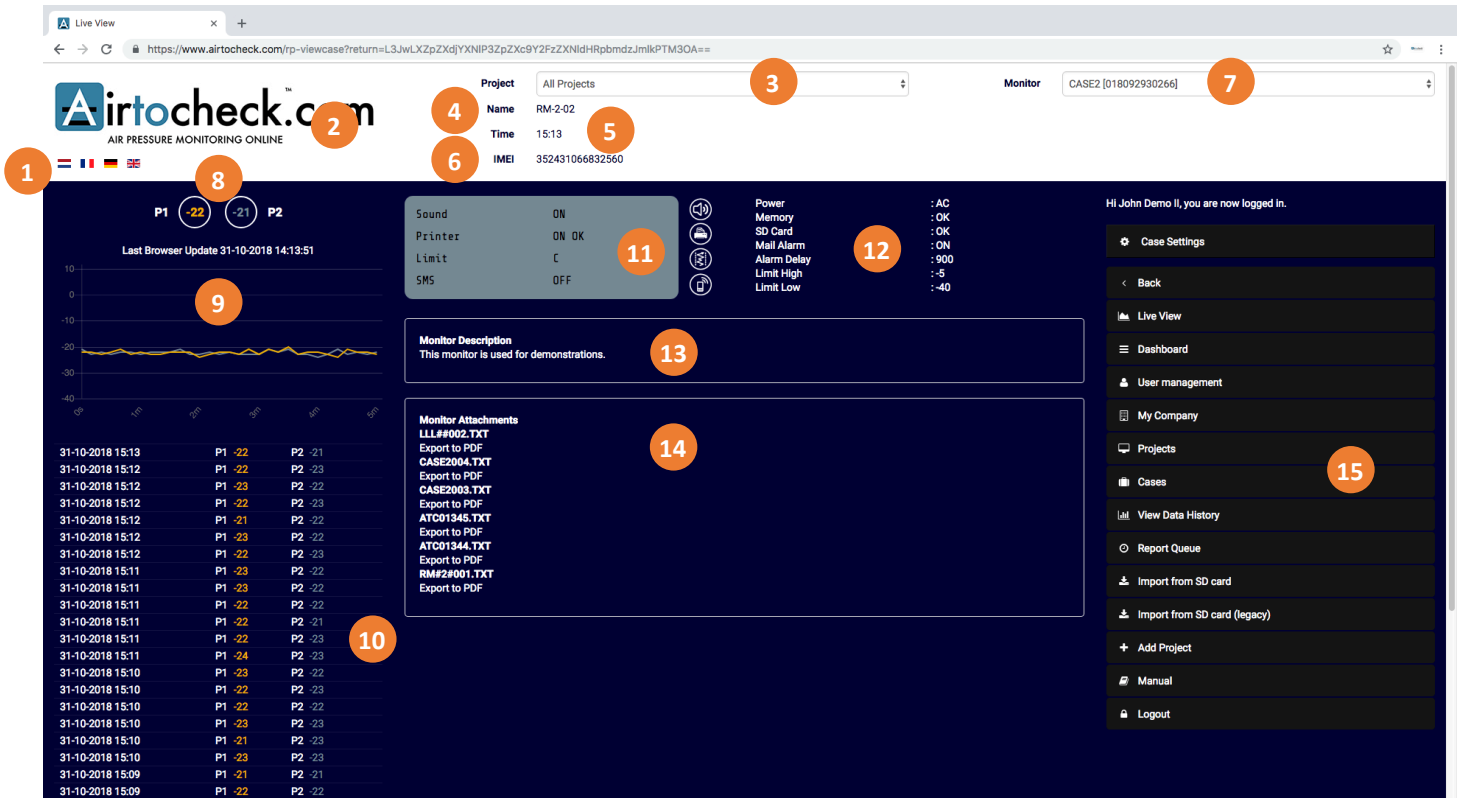 Live View
https://www.airtocheck.com/rp-viewcase?return=L3JwLXZpZXdjYXNlP3ZpZXc9Y2FzZXNldHRpbmdzJmlkPTM3OA==
Airtocheck.com™
AIR PRESSURE MONITORING ONLINE
1
2
Project All Projects 3
4 Name RM-2-02
Time 15:13 5
6 IMEI 352431066832560
Monitor CASE2 [018092930266] 7
8
P1 -22 -21 P2
Last Browser Update 31-10-2018 14:13:51
9
10
0
-10
-20
-30
-40
0s 1m 2m 3m 4m 5m
31-10-2018 15:13 P1 -22 P2 -21
31-10-2018 15:12 P1 -22 P2 -23
31-10-2018 15:12 P1 -23 P2 -22
31-10-2018 15:12 P1 -22 P2 -23
31-10-2018 15:12 P1 -21 P2 -22
31-10-2018 15:12 P1 -23 P2 -22
31-10-2018 15:12 P1 -22 P2 -23
31-10-2018 15:11 P1 -23 P2 -22
31-10-2018 15:11 P1 -23 P2 -22
31-10-2018 15:11 P1 -22 P2 -22
31-10-2018 15:11 P1 -22 P2 -21
31-10-2018 15:11 P1 -22 P2 -23
31-10-2018 15:11 P1 -24 P2 -23
31-10-2018 15:10 P1 -23 P2 -22
31-10-2018 15:10 P1 -22 P2 -23
31-10-2018 15:10 P1 -22 P2 -22
31-10-2018 15:10 P1 -23 P2 -23
31-10-2018 15:10 P1 -21 P2 -23
31-10-2018 15:10 P1 -23 P2 -23
31-10-2018 15:09 P1 -21 P2 -21
31-10-2018 15:09 P1 -22 P2 -22
10
Sound ON
Printer ON OK
Limit C
SMS OFF
11
Power : AC
Memory : OK
SD Card : OK
Mail Alarm : ON
Alarm Delay : 900
Limit High : -5
Limit Low : -40
12
Monitor Description
This monitor is used for demonstrations.
13
Monitor Attachments
LLL##002.TXT
Export to PDF
CASE2004.TXT
Export to PDF
CASE2003.TXT
Export to PDF
ATC01345.TXT
Export to PDF
ATC01344.TXT
Export to PDF
RM#2#001.TXT
Export to PDF
14
Hi John Demo II, you are now logged in.
Case Settings
Back
Live View
Dashboard
User management
My Company
Projects
Cases
View Data History
Report Queue
Import from SD card
Import from SD card (legacy)
Add Project
Manual
Logout
15